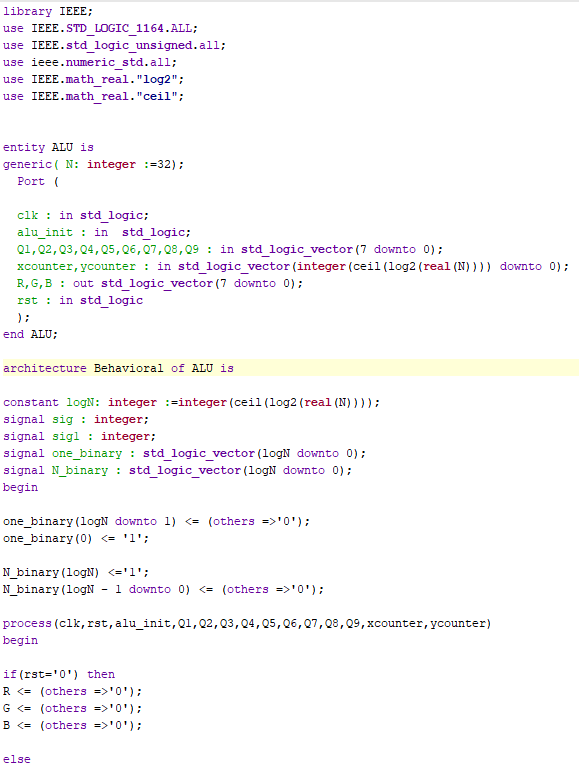 library IEEE;
use IEEE.STD_LOGIC_1164.ALL;
use IEEE.std_logic_unsigned.all;
use ieee.numeric_std.all;
use IEEE.math_real."log2";
use IEEE.math_real."ceil";
entity ALU is
generic( N: integer :=32);
Port (
clk : in std_logic;
alu_init : in  std_logic;
Q1,Q2,Q3,Q4,Q5,Q6,Q7,Q8,Q9 : in std_logic_vector(7 downto 0);
xcounter,ycounter : in std_logic_vector(integer(ceil(log2(real(N)))) downto 0);
R,G,B : out std_logic_vector(7 downto 0);
rst : in std_logic
);
end ALU;
architecture Behavioral of ALU is
constant logN: integer :=integer(ceil(log2(real(N))));
signal sig : integer;
signal sig1 : integer;
signal one_binary : std_logic_vector(logN downto 0);
signal N_binary : std_logic_vector(logN downto 0);
begin
one_binary(logN downto 1) <= (others =>'0');
one_binary(0) <= '1';
N_binary(logN) <='1';
N_binary(logN - 1 downto 0) <= (others =>'0');
process(clk,rst,alu_init,Q1,Q2,Q3,Q4,Q5,Q6,Q7,Q8,Q9,xcounter,ycounter)
begin
if(rst='0') then
R <= (others =>'0');
G <= (others =>'0');
B <= (others =>'0');
else